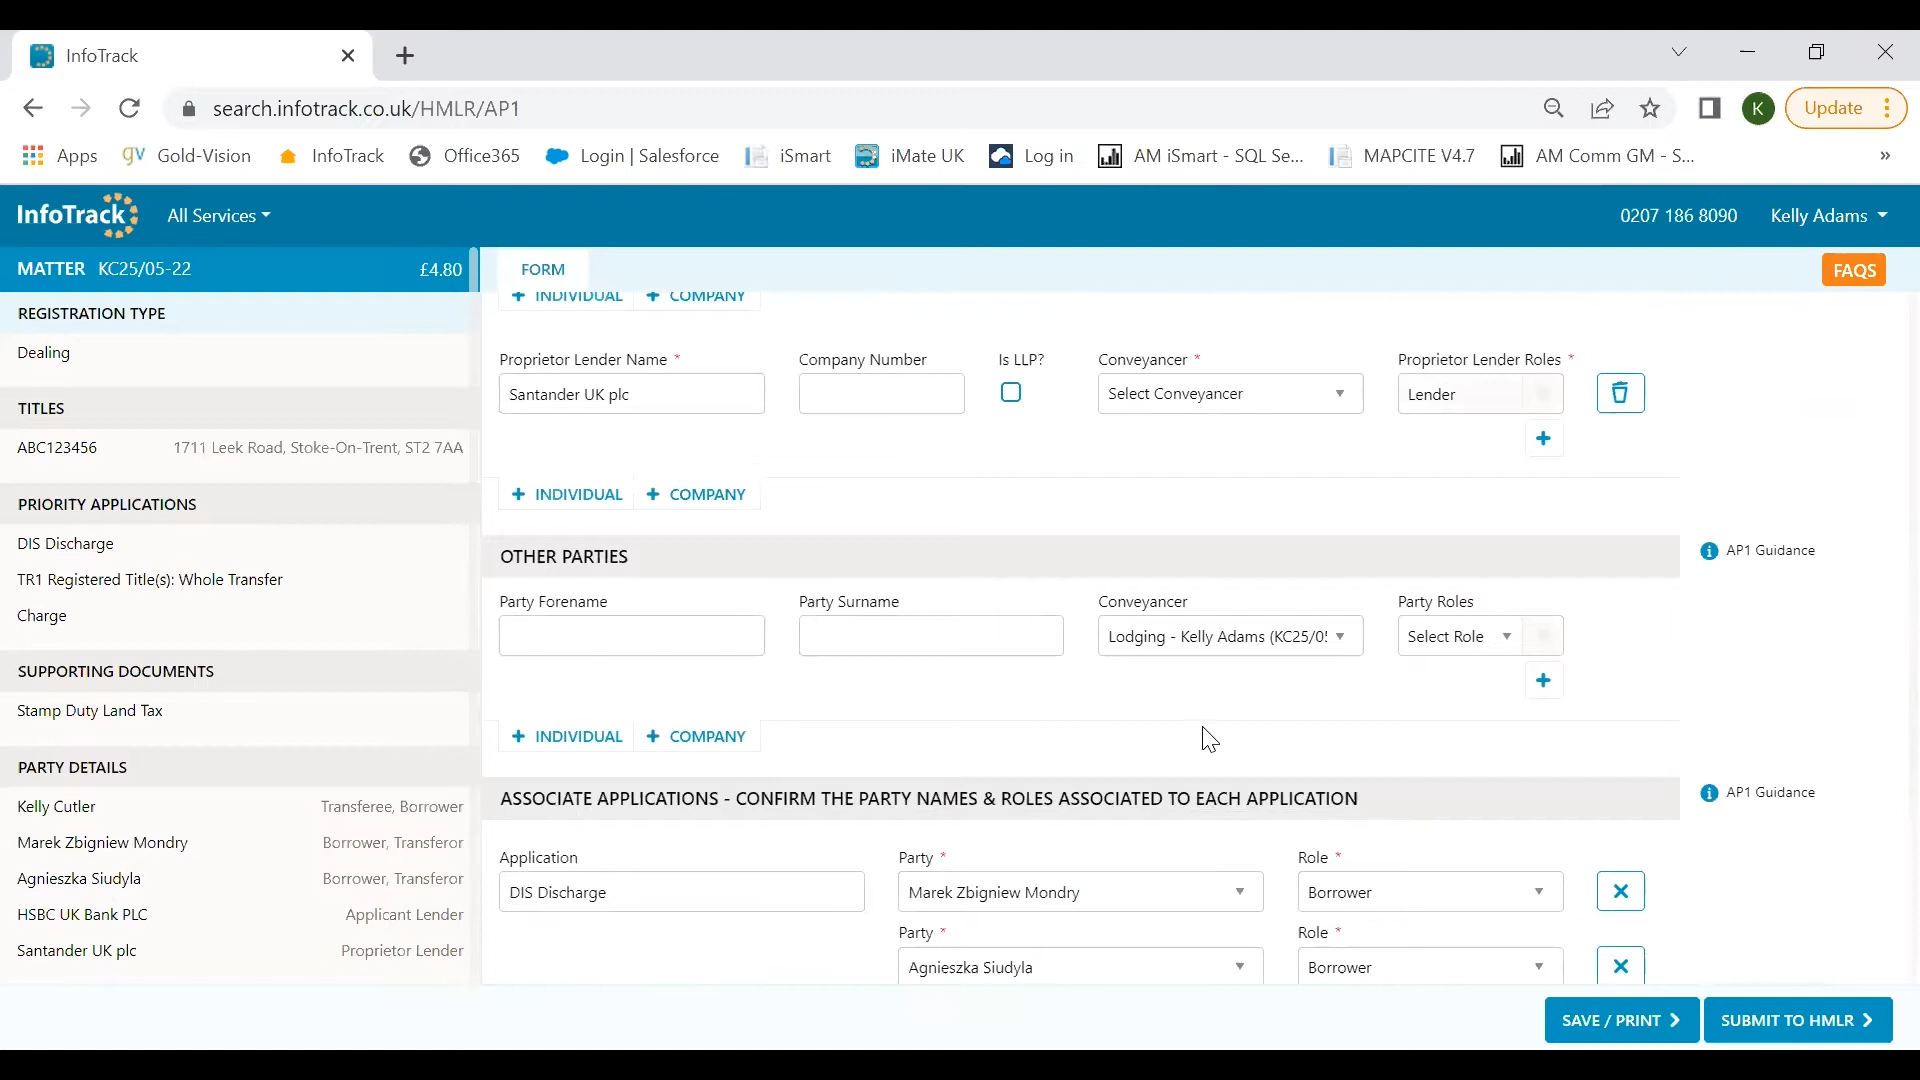 InfoTrack
search.infotrack.co.uk/HMLR/AP1
K
Update
Apps
Gold-Vision
InfoTrack
Office365
Login | Salesforce
iSmart
iMate UK
Log in
AM iSmart - SQL Se...
MAPCITE V4.7
AM Comm GM - S...
InfoTrack
All Services
0207 186 8090
Kelly Adams
MATTER KC25/05-22 £4.80
FORM
FAQS
REGISTRATION TYPE
Dealing
TITLES
ABC123456 1711 Leek Road, Stoke-On-Trent, ST2 7AA
PRIORITY APPLICATIONS
DIS Discharge
TR1 Registered Title(s): Whole Transfer
Charge
SUPPORTING DOCUMENTS
Stamp Duty Land Tax
PARTY DETAILS
Kelly Cutler Transferee, Borrower
Marek Zbigniew Mondry Borrower, Transferor
Agnieszka Siudyla Borrower, Transferor
HSBC UK Bank PLC Applicant Lender
Santander UK plc Proprietor Lender
+ INDIVIDUAL + COMPANY
Proprietor Lender Name * Company Number Is LLP? Conveyancer * Proprietor Lender Roles *
Santander UK plc Select Conveyancer Lender
+
+ INDIVIDUAL + COMPANY
OTHER PARTIES
AP1 Guidance
Party Forename Party Surname Conveyancer Party Roles
Lodging - Kelly Adams (KC25/05 Select Role
+
+ INDIVIDUAL + COMPANY
ASSOCIATE APPLICATIONS - CONFIRM THE PARTY NAMES & ROLES ASSOCIATED TO EACH APPLICATION
AP1 Guidance
Application Party * Role *
DIS Discharge Marek Zbigniew Mondry Borrower
Party * Role *
Agnieszka Siudyla Borrower
SAVE / PRINT
SUBMIT TO HMLR